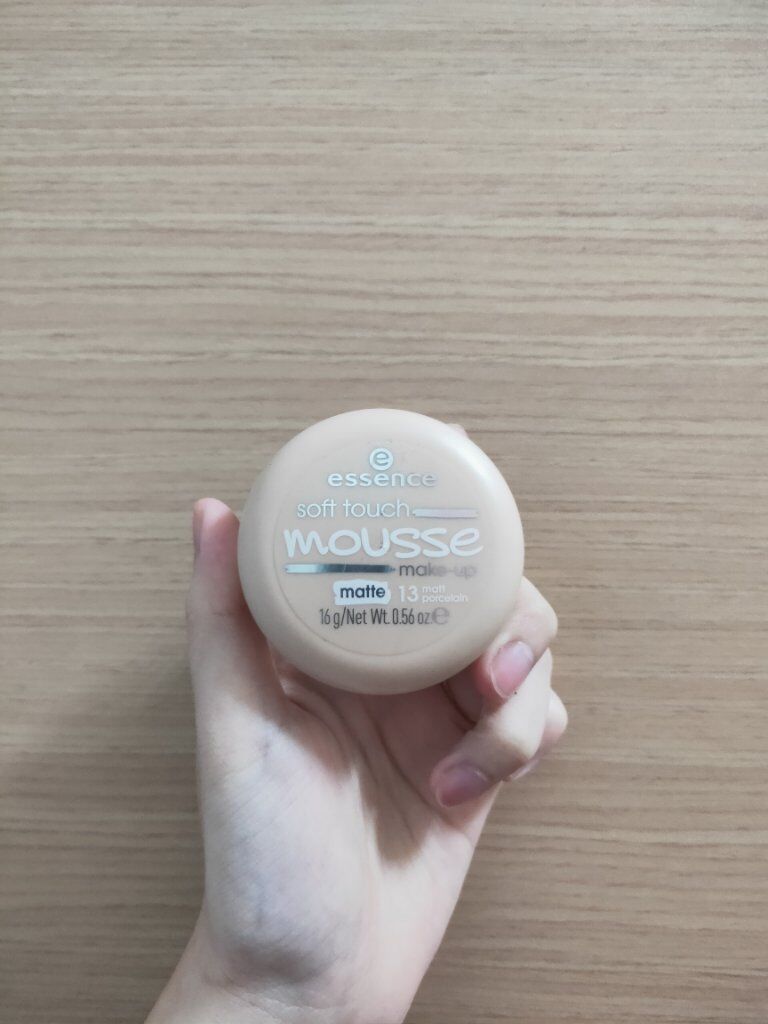 e
essence
soft touch
mousse
make-up
matte 13 matt
porcelain
16 g/Net Wt. 0.56 oz. ℮